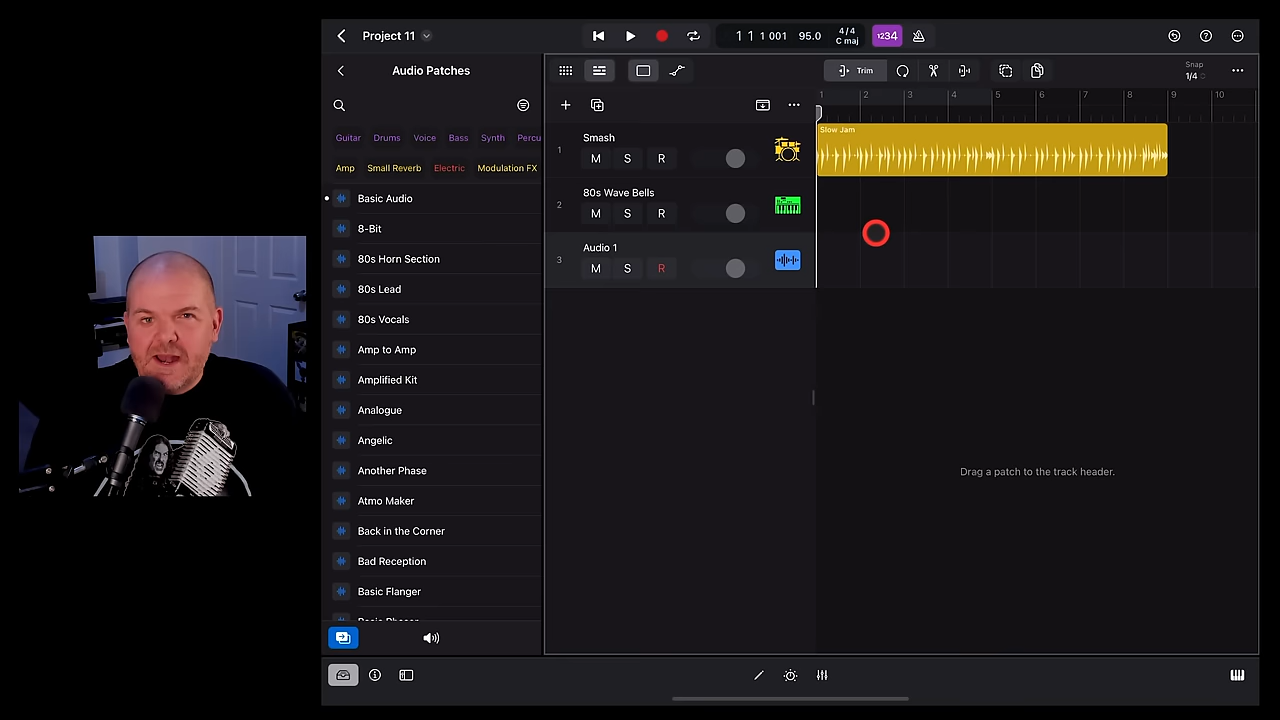 Project 11
1 1 1 001 95.0 4/4 C maj
1234
Audio Patches
Trim
Snap
1/4
Guitar Drums Voice Bass Synth Percu
Amp Small Reverb Electric Modulation FX
Basic Audio
8-Bit
80s Horn Section
80s Lead
80s Vocals
Amp to Amp
Amplified Kit
Analogue
Angelic
Another Phase
Atmo Maker
Back in the Corner
Bad Reception
Basic Flanger
1 2 3 4 5 6 7 8 9 10
1
Smash
M S R
Slow Jam
2
80s Wave Bells
M S R
3
Audio 1
M S R
Drag a patch to the track header.